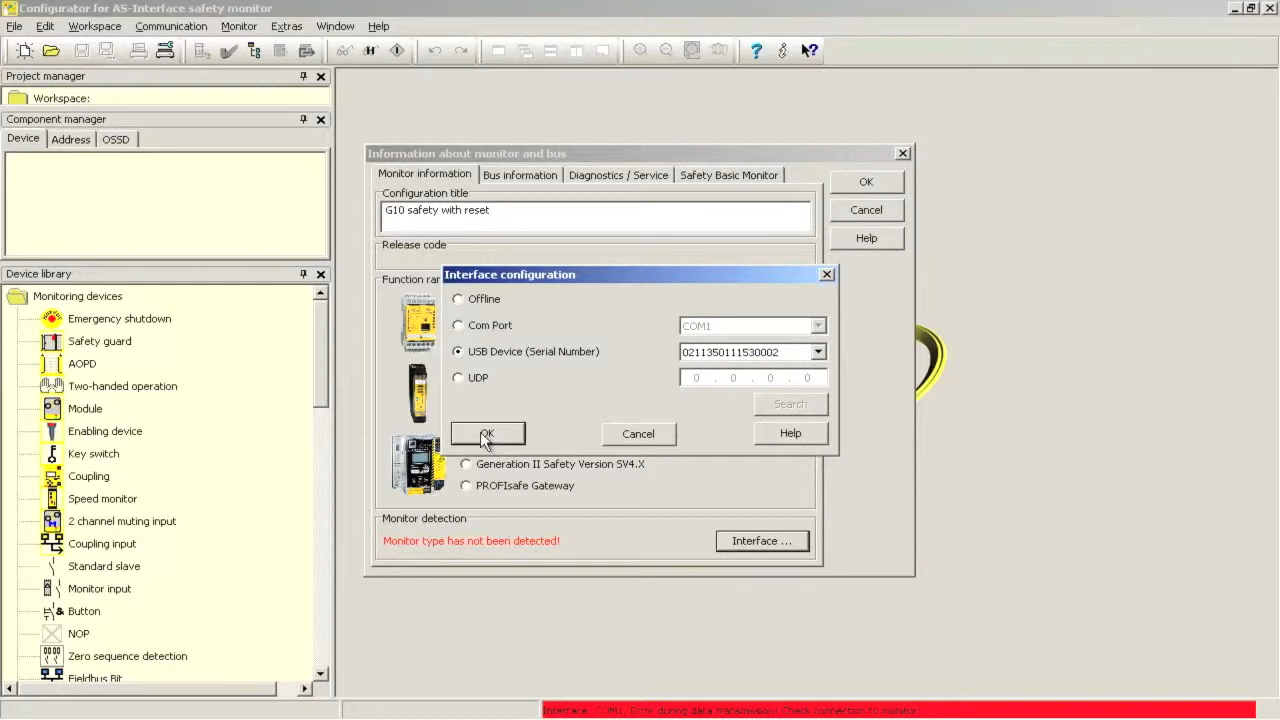 Configurator for AS-Interface safety monitor
File Edit Workspace Communication Monitor Extras Window Help
Project manager
Workspace:
Component manager
Device Address OSSD
Device library
Monitoring devices
Emergency shutdown
Safety guard
AOPD
Two-handed operation
Module
Enabling device
Key switch
Coupling
Speed monitor
2 channel muting input
Coupling input
Standard slave
Monitor input
Button
NOP
Zero sequence detection
Fieldbus Bit
Information about monitor and bus
Monitor information Bus information Diagnostics / Service Safety Basic Monitor
Configuration title
G10 safety with reset
Release code
Function ran
OK
Cancel
Help
Interface configuration
Offline
Com Port COM1
USB Device (Serial Number) 0211350111530002
UDP 0 . 0 . 0 . 0
Search
OK Cancel Help
Generation II Safety Version SV4.X
PROFIsafe Gateway
Monitor detection
Monitor type has not been detected! Interface ...
Interface: COM1, Error during data transmission! Check connection to monitor.